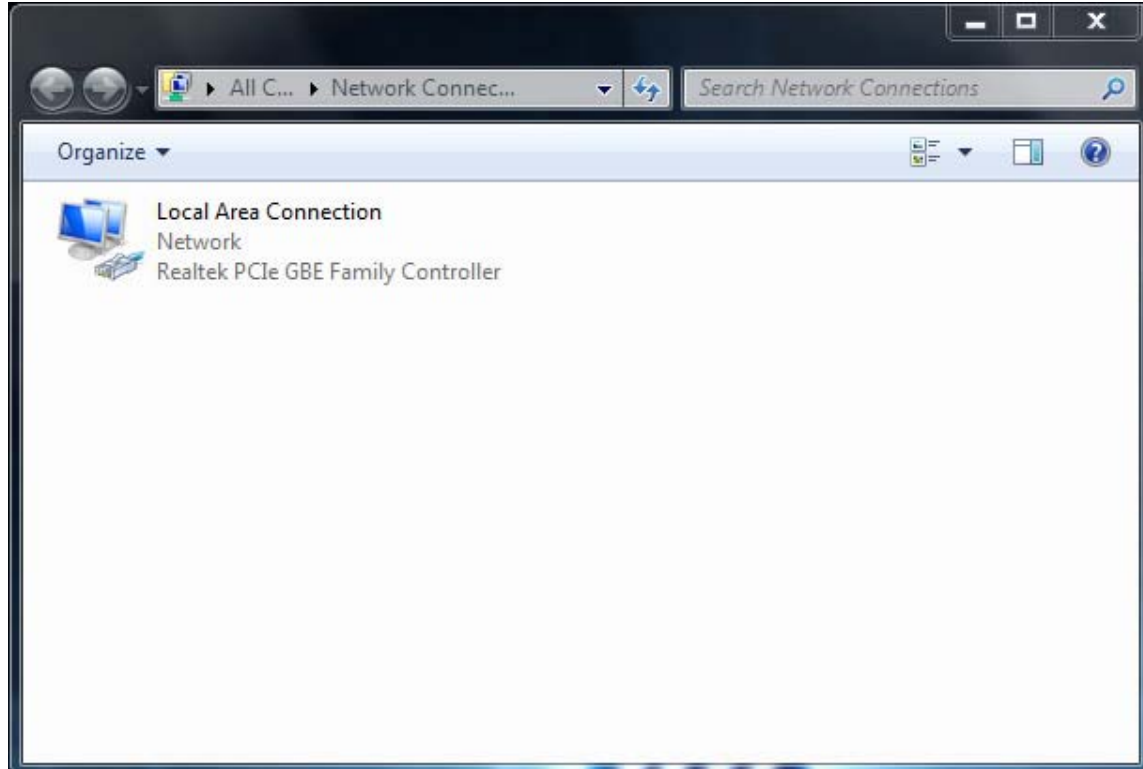 All C... Network Connec...
Search Network Connections
Organize
Local Area Connection
Network
Realtek PCIe GBE Family Controller